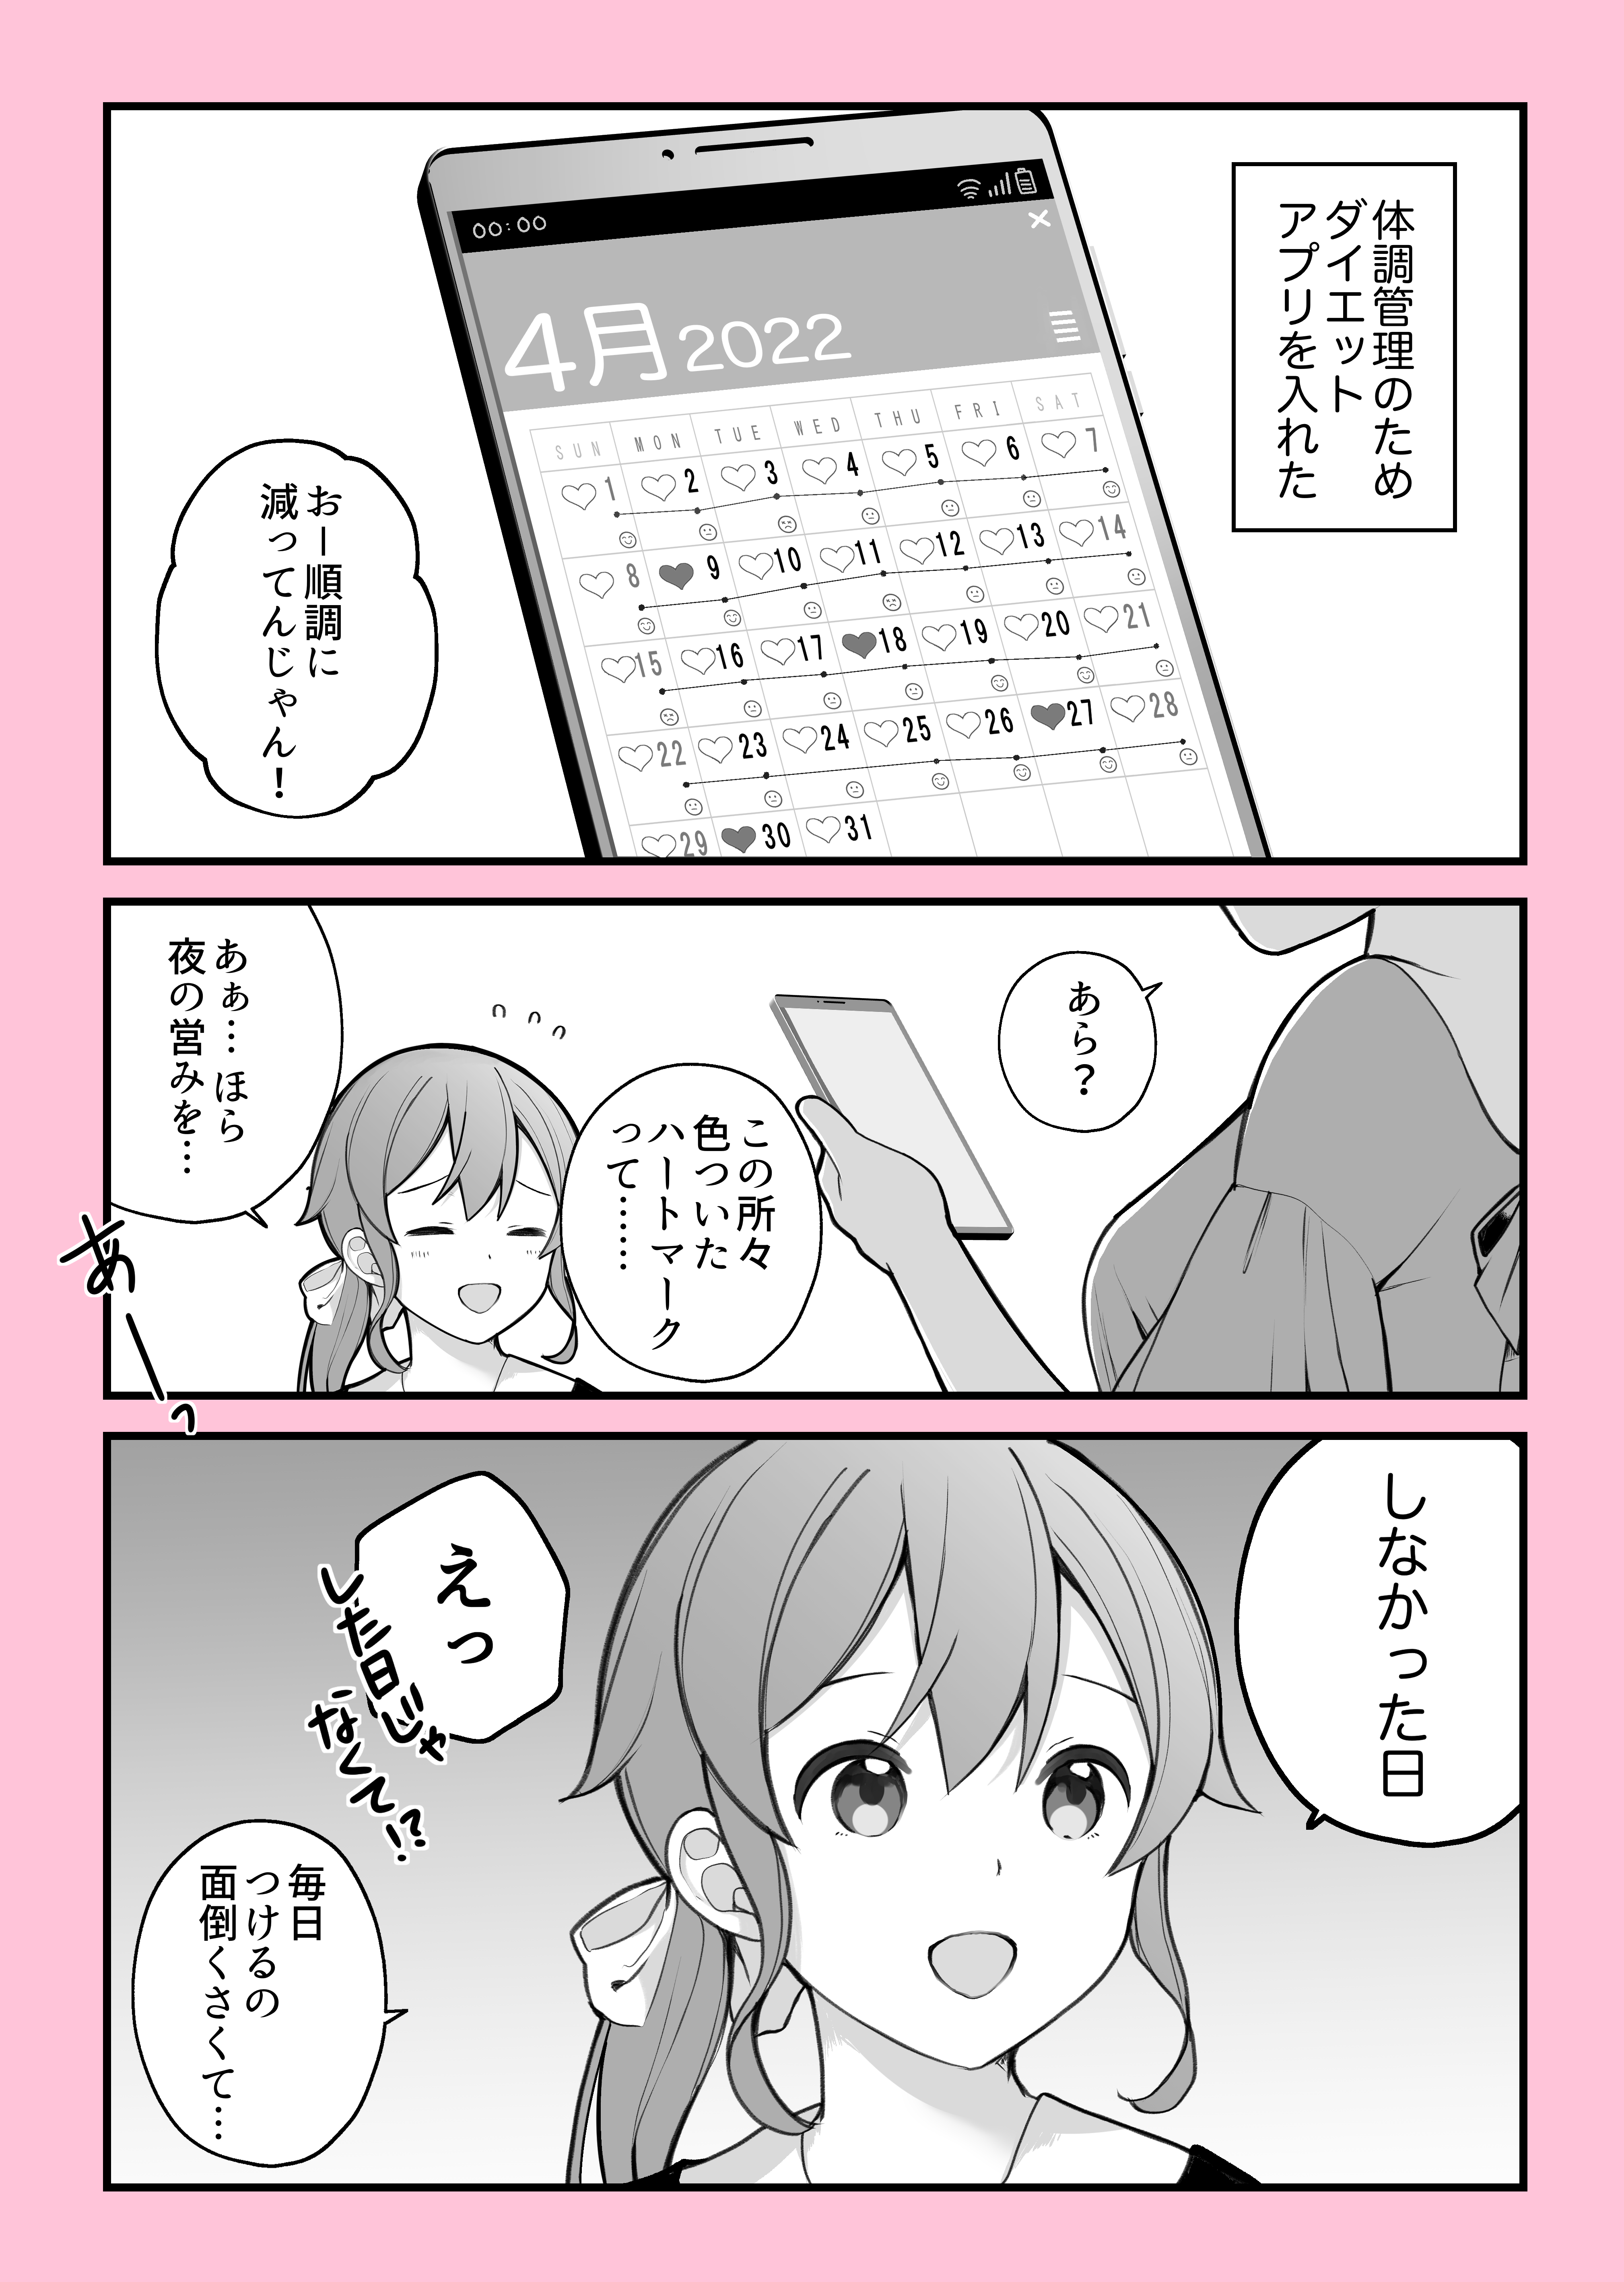 体調管理のため
ダイエット
アプリを入れた
00:00
×
4月 2022
SUN MON TUE WED THU FRI SAT
1 2 3 4 5 6 7
8 9 10 11 12 13 14
15 16 17 18 19 20 21
22 23 24 25 26 27 28
29 30 31
おー順調に
減ってんじゃん！
あら？
この所々
色ついた
ハートマーク
って……
あぁ…ほら
夜の営みを…
あーっ
しなかった日
えっ
した日じゃ
なくて!?
毎日
つけるの
面倒くさくて…